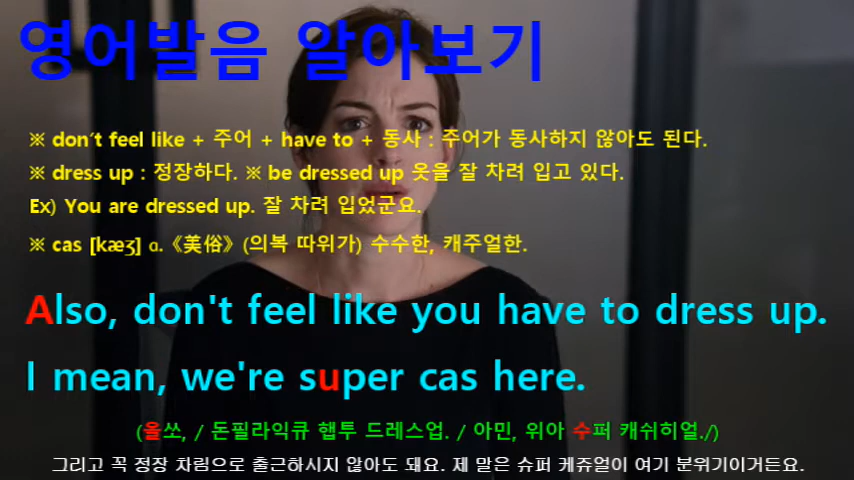 영어발음 알아보기
※ don't feel like + 주어 + have to + 동사 : 주어가 동사하지 않아도 된다.
※ dress up : 정장하다. ※ be dressed up 옷을 잘 차려 입고 있다.
Ex) You are dressed up. 잘 차려 입었군요.
※ cas [kæʒ] ɑ.《美俗》(의복 따위가) 수수한, 캐주얼한.
Also, don't feel like you have to dress up.
I mean, we're super cas here.
(올쏘, / 돈필라익큐 햅투 드레스업. / 아민, 위아 수퍼 캐쉬히얼./)
그리고 꼭 정장 차림으로 출근하시지 않아도 돼요. 제 말은 슈퍼 케쥬얼이 여기 분위기이거든요.